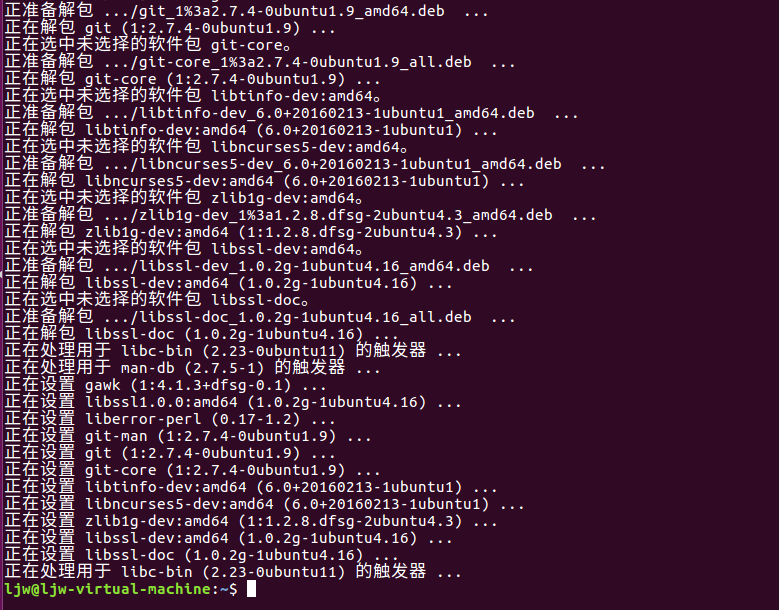 正准备解包 .../git_1%3a2.7.4-0ubuntu1.9_amd64.deb ...
正在解包 git (1:2.7.4-0ubuntu1.9) ...
正在选中未选择的软件包 git-core。
正准备解包 .../git-core_1%3a2.7.4-0ubuntu1.9_all.deb ...
正在解包 git-core (1:2.7.4-0ubuntu1.9) ...
正在选中未选择的软件包 libtinfo-dev:amd64。
正准备解包 .../libtinfo-dev_6.0+20160213-1ubuntu1_amd64.deb ...
正在解包 libtinfo-dev:amd64 (6.0+20160213-1ubuntu1) ...
正在选中未选择的软件包 libncurses5-dev:amd64。
正准备解包 .../libncurses5-dev_6.0+20160213-1ubuntu1_amd64.deb ...
正在解包 libncurses5-dev:amd64 (6.0+20160213-1ubuntu1) ...
正在选中未选择的软件包 zlib1g-dev:amd64。
正准备解包 .../zlib1g-dev_1%3a1.2.8.dfsg-2ubuntu4.3_amd64.deb ...
正在解包 zlib1g-dev:amd64 (1:1.2.8.dfsg-2ubuntu4.3) ...
正在选中未选择的软件包 libssl-dev:amd64。
正准备解包 .../libssl-dev_1.0.2g-1ubuntu4.16_amd64.deb ...
正在解包 libssl-dev:amd64 (1.0.2g-1ubuntu4.16) ...
正在选中未选择的软件包 libssl-doc。
正准备解包 .../libssl-doc_1.0.2g-1ubuntu4.16_all.deb ...
正在解包 libssl-doc (1.0.2g-1ubuntu4.16) ...
正在处理用于 libc-bin (2.23-0ubuntu11) 的触发器 ...
正在处理用于 man-db (2.7.5-1) 的触发器 ...
正在设置 gawk (1:4.1.3+dfsg-0.1) ...
正在设置 libssl1.0.0:amd64 (1.0.2g-1ubuntu4.16) ...
正在设置 liberror-perl (0.17-1.2) ...
正在设置 git-man (1:2.7.4-0ubuntu1.9) ...
正在设置 git (1:2.7.4-0ubuntu1.9) ...
正在设置 git-core (1:2.7.4-0ubuntu1.9) ...
正在设置 libtinfo-dev:amd64 (6.0+20160213-1ubuntu1) ...
正在设置 libncurses5-dev:amd64 (6.0+20160213-1ubuntu1) ...
正在设置 zlib1g-dev:amd64 (1:1.2.8.dfsg-2ubuntu4.3) ...
正在设置 libssl-dev:amd64 (1.0.2g-1ubuntu4.16) ...
正在设置 libssl-doc (1.0.2g-1ubuntu4.16) ...
正在处理用于 libc-bin (2.23-0ubuntu11) 的触发器 ...
ljw@ljw-virtual-machine:~$